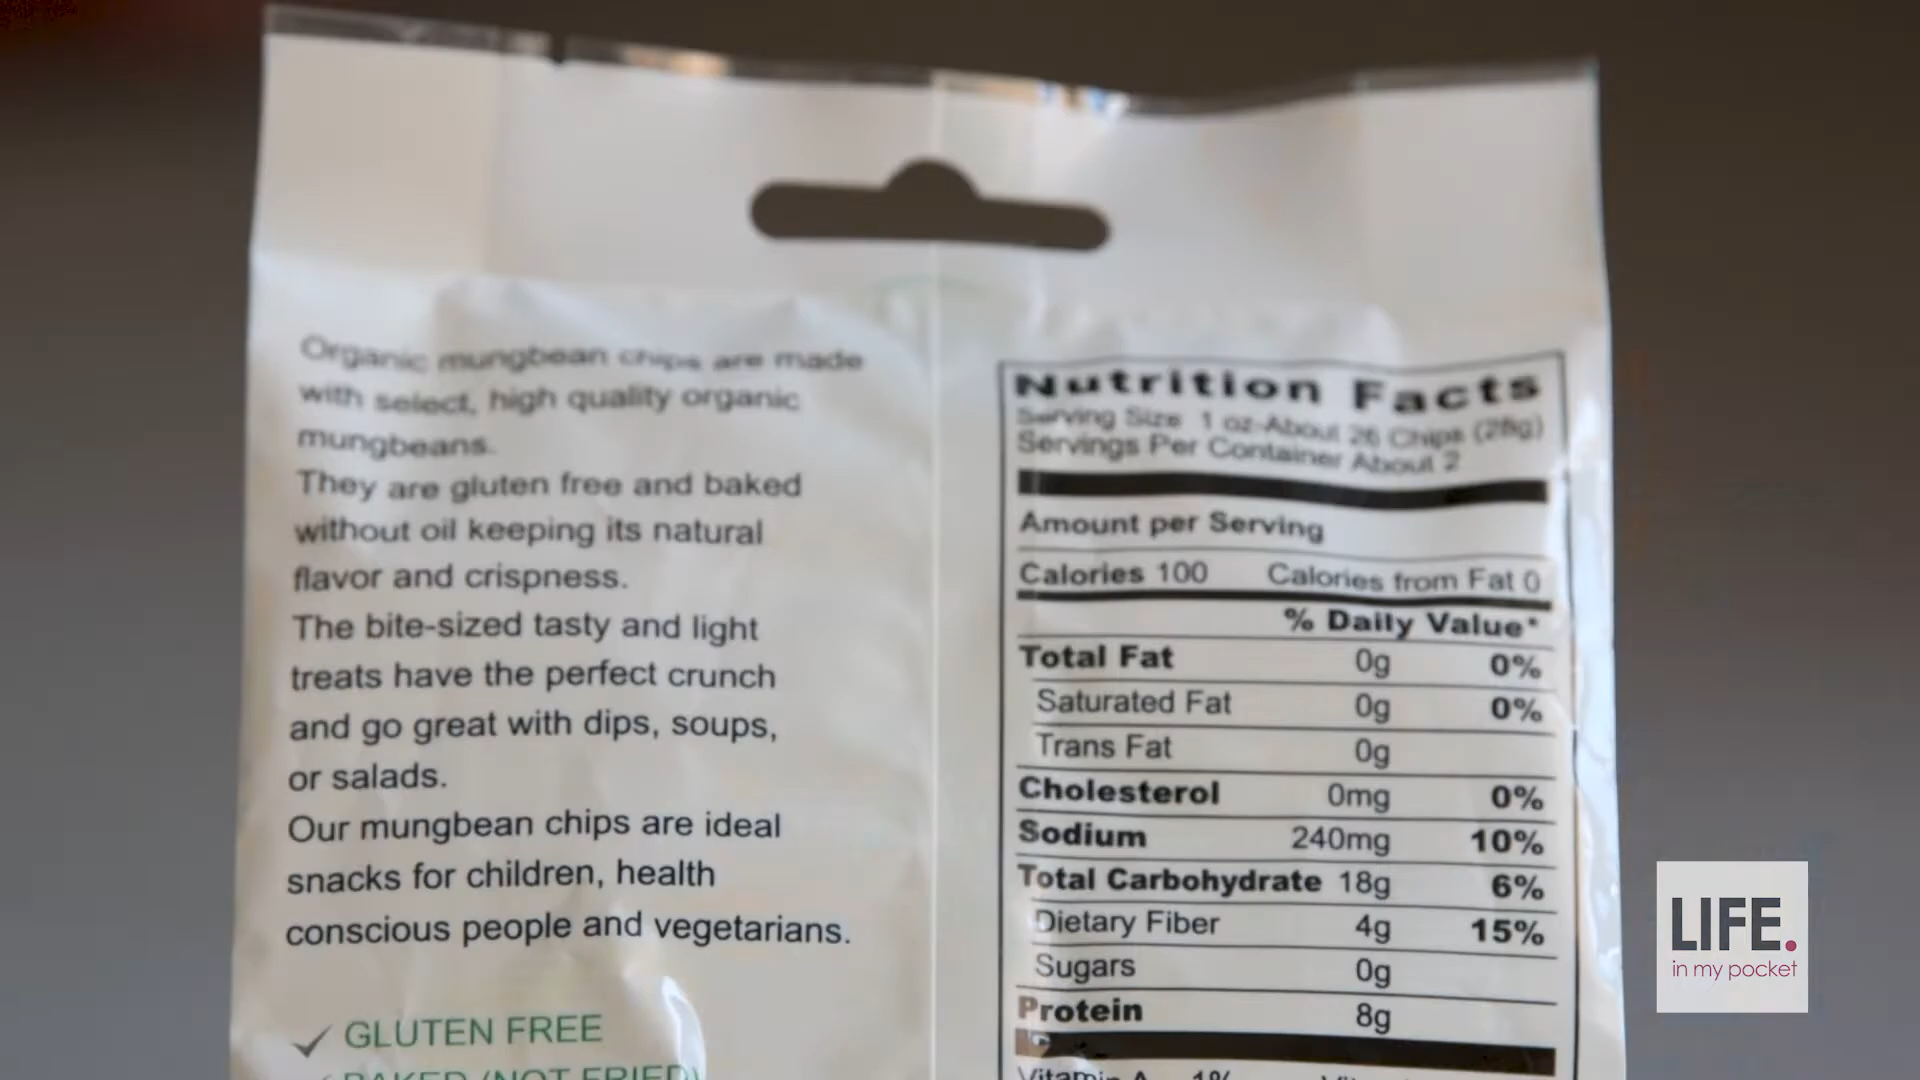 Organic mungbean chips are made
with select, high quality organic
mungbeans.
They are gluten free and baked
without oil keeping its natural
flavor and crispness.
The bite-sized tasty and light
treats have the perfect crunch
and go great with dips, soups,
or salads.
Our mungbean chips are ideal
snacks for children, health
conscious people and vegetarians.
GLUTEN FREE
BAKED (NOT FRIED)
Nutrition Facts
Serving Size 1 oz-About 26 Chips (28g)
Servings Per Container About 2
Amount per Serving
Calories 100 Calories from Fat 0
% Daily Value*
Total Fat 0g 0%
Saturated Fat 0g 0%
Trans Fat 0g
Cholesterol 0mg 0%
Sodium 240mg 10%
Total Carbohydrate 18g 6%
Dietary Fiber 4g 15%
Sugars 0g
Protein 8g
Vitamin A 1%
LIFE.
in my pocket